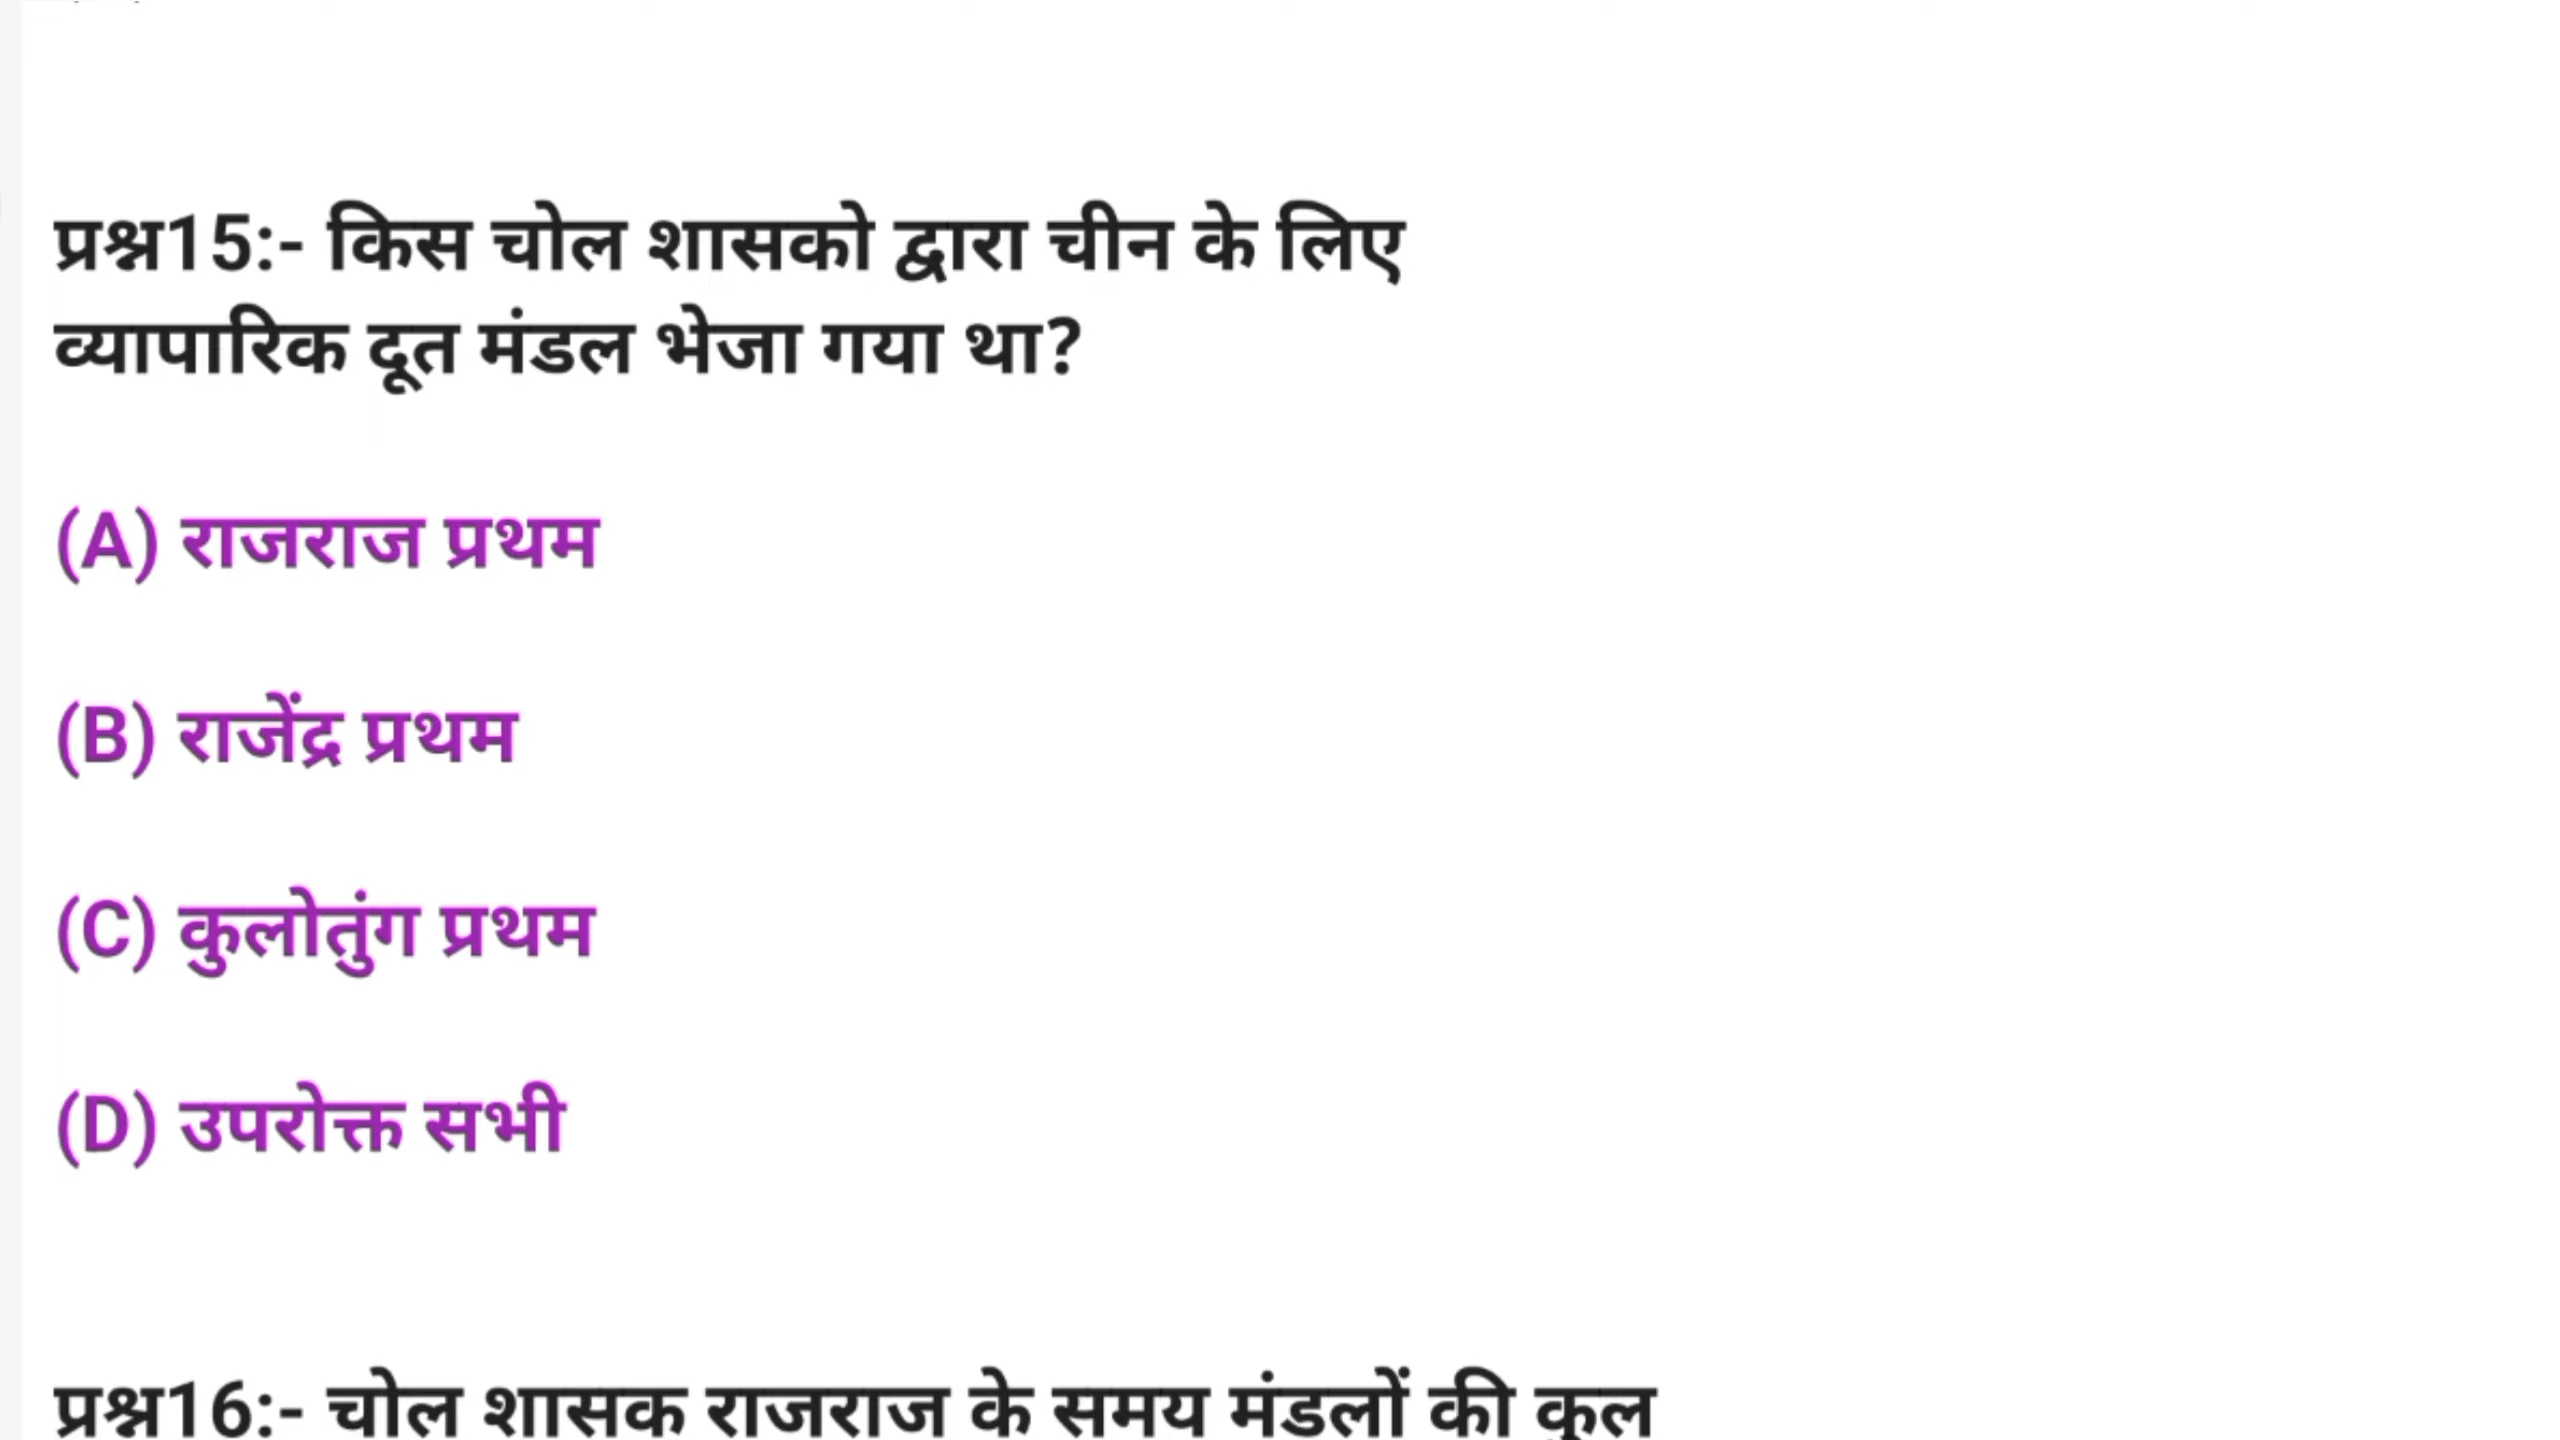 प्रश्न15:- किस चोल शासको द्वारा चीन के लिए
व्यापारिक दूत मंडल भेजा गया था?
(A) राजराज प्रथम
(B) राजेंद्र प्रथम
(C) कुलोतुंग प्रथम
(D) उपरोक्त सभी
प्रश्न16:- चोल शासक राजराज के समय मंडलों की कुल